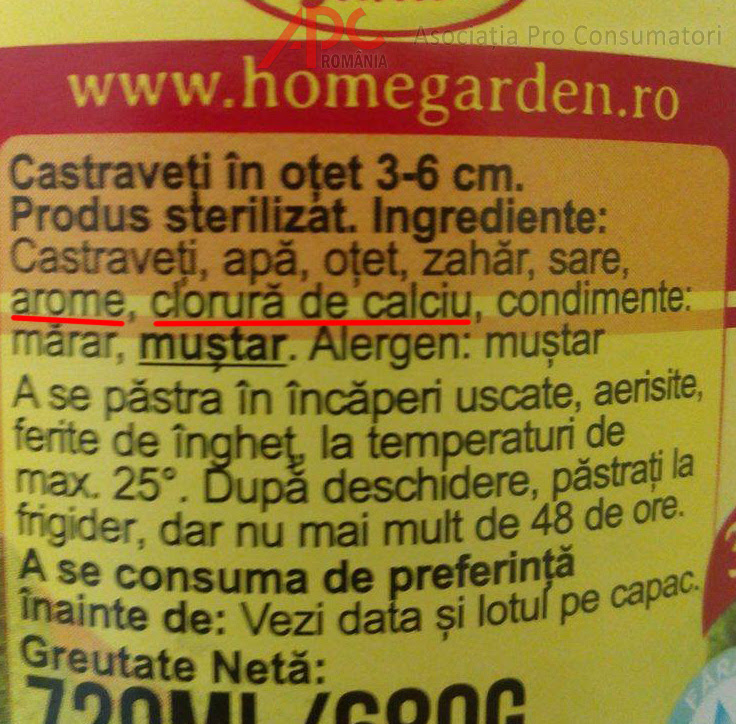 APC
ROMÂNIA
Asociația Pro Consumatori
www.homegarden.ro
Castraveți în oțet 3-6 cm.
Produs sterilizat. Ingrediente:
Castraveți, apă, oțet, zahăr, sare,
arome, clorură de calciu, condimente:
mărar, muștar. Alergen: muștar
A se păstra în încăperi uscate, aerisite,
ferite de îngheț, la temperaturi de
max. 25°. După deschidere, păstrați la
frigider, dar nu mai mult de 48 de ore.
A se consuma de preferință
înainte de: Vezi data și lotul pe capac.
Greutate Netă:
720ML/680G